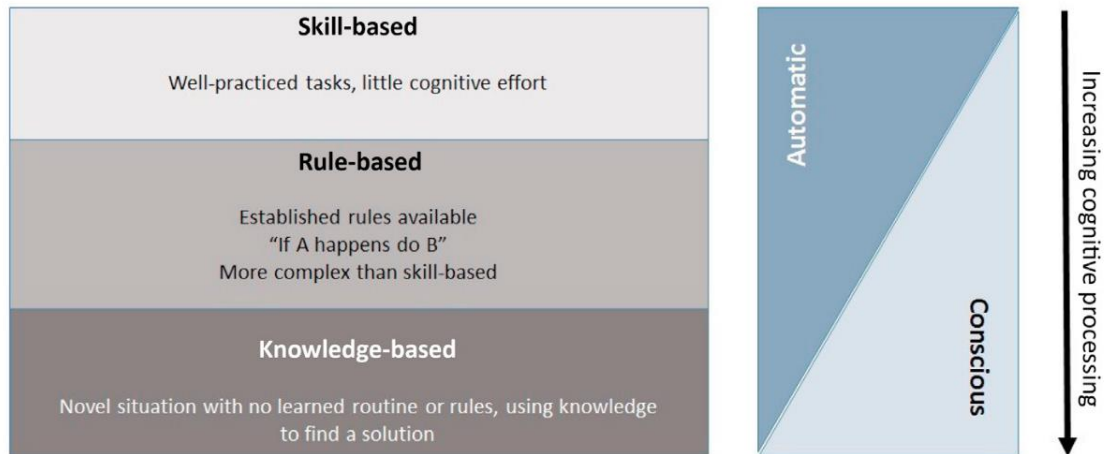 Skill-based
Well-practiced tasks, little cognitive effort
Rule-based
Established rules available
“If A happens do B”
More complex than skill-based
Knowledge-based
Novel situation with no learned routine or rules, using knowledge
to find a solution
Automatic
Conscious
Increasing cognitive processing